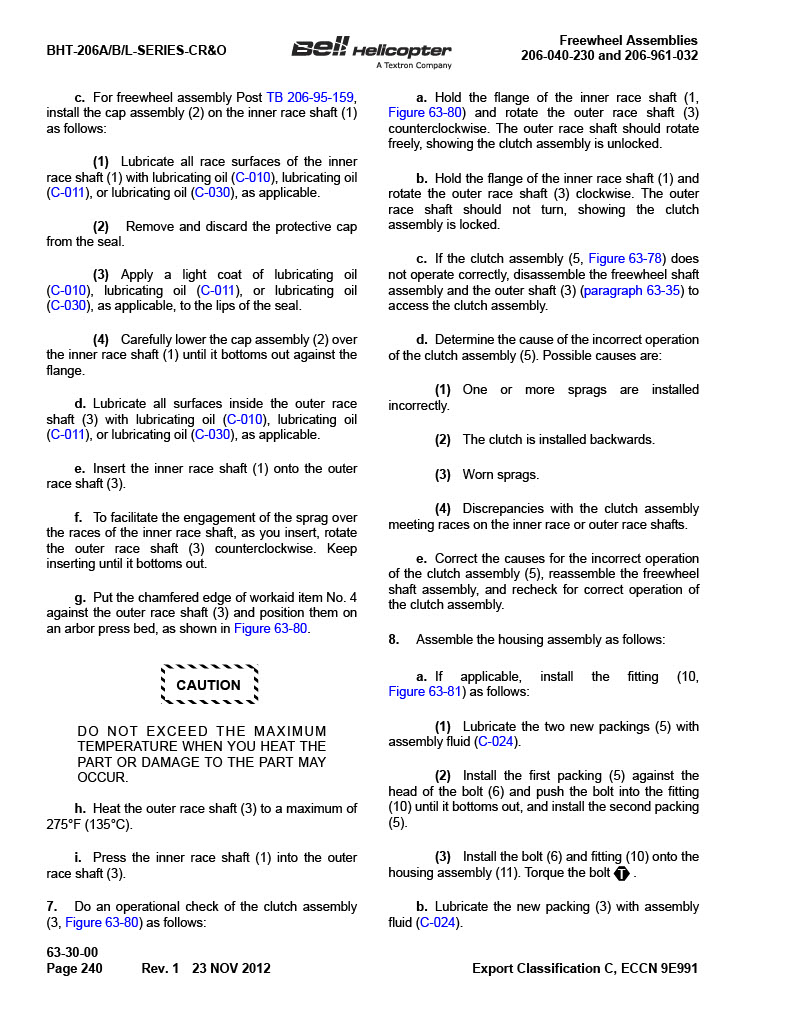 BHT-206A/B/L-SERIES-CR&O
Bell Helicopter
A Textron Company
Freewheel Assemblies
206-040-230 and 206-961-032
c. For freewheel assembly Post TB 206-95-159,
install the cap assembly (2) on the inner race shaft (1)
as follows:
(1) Lubricate all race surfaces of the inner
race shaft (1) with lubricating oil (C-010), lubricating oil
(C-011), or lubricating oil (C-030), as applicable.
(2) Remove and discard the protective cap
from the seal.
(3) Apply a light coat of lubricating oil
(C-010), lubricating oil (C-011), or lubricating oil
(C-030), as applicable, to the lips of the seal.
(4) Carefully lower the cap assembly (2) over
the inner race shaft (1) until it bottoms out against the
flange.
d. Lubricate all surfaces inside the outer race
shaft (3) with lubricating oil (C-010), lubricating oil
(C-011), or lubricating oil (C-030), as applicable.
e. Insert the inner race shaft (1) onto the outer
race shaft (3).
f. To facilitate the engagement of the sprag over
the races of the inner race shaft, as you insert, rotate
the outer race shaft (3) counterclockwise. Keep
inserting until it bottoms out.
g. Put the chamfered edge of workaid item No. 4
against the outer race shaft (3) and position them on
an arbor press bed, as shown in Figure 63-80.
CAUTION
DO NOT EXCEED THE MAXIMUM
TEMPERATURE WHEN YOU HEAT THE
PART OR DAMAGE TO THE PART MAY
OCCUR.
h. Heat the outer race shaft (3) to a maximum of
275°F (135°C).
i. Press the inner race shaft (1) into the outer
race shaft (3).
7. Do an operational check of the clutch assembly
(3, Figure 63-80) as follows:
a. Hold the flange of the inner race shaft (1,
Figure 63-80) and rotate the outer race shaft (3)
counterclockwise. The outer race shaft should rotate
freely, showing the clutch assembly is unlocked.
b. Hold the flange of the inner race shaft (1) and
rotate the outer race shaft (3) clockwise. The outer
race shaft should not turn, showing the clutch
assembly is locked.
c. If the clutch assembly (5, Figure 63-78) does
not operate correctly, disassemble the freewheel shaft
assembly and the outer shaft (3) (paragraph 63-35) to
access the clutch assembly.
d. Determine the cause of the incorrect operation
of the clutch assembly (5). Possible causes are:
(1) One or more sprags are installed
incorrectly.
(2) The clutch is installed backwards.
(3) Worn sprags.
(4) Discrepancies with the clutch assembly
meeting races on the inner race or outer race shafts.
e. Correct the causes for the incorrect operation
of the clutch assembly (5), reassemble the freewheel
shaft assembly, and recheck for correct operation of
the clutch assembly.
8. Assemble the housing assembly as follows:
a. If applicable, install the fitting (10,
Figure 63-81) as follows:
(1) Lubricate the two new packings (5) with
assembly fluid (C-024).
(2) Install the first packing (5) against the
head of the bolt (6) and push the bolt into the fitting
(10) until it bottoms out, and install the second packing
(5).
(3) Install the bolt (6) and fitting (10) onto the
housing assembly (11). Torque the bolt T .
b. Lubricate the new packing (3) with assembly
fluid (C-024).
63-30-00
Page 240 Rev. 1 23 NOV 2012
Export Classification C, ECCN 9E991